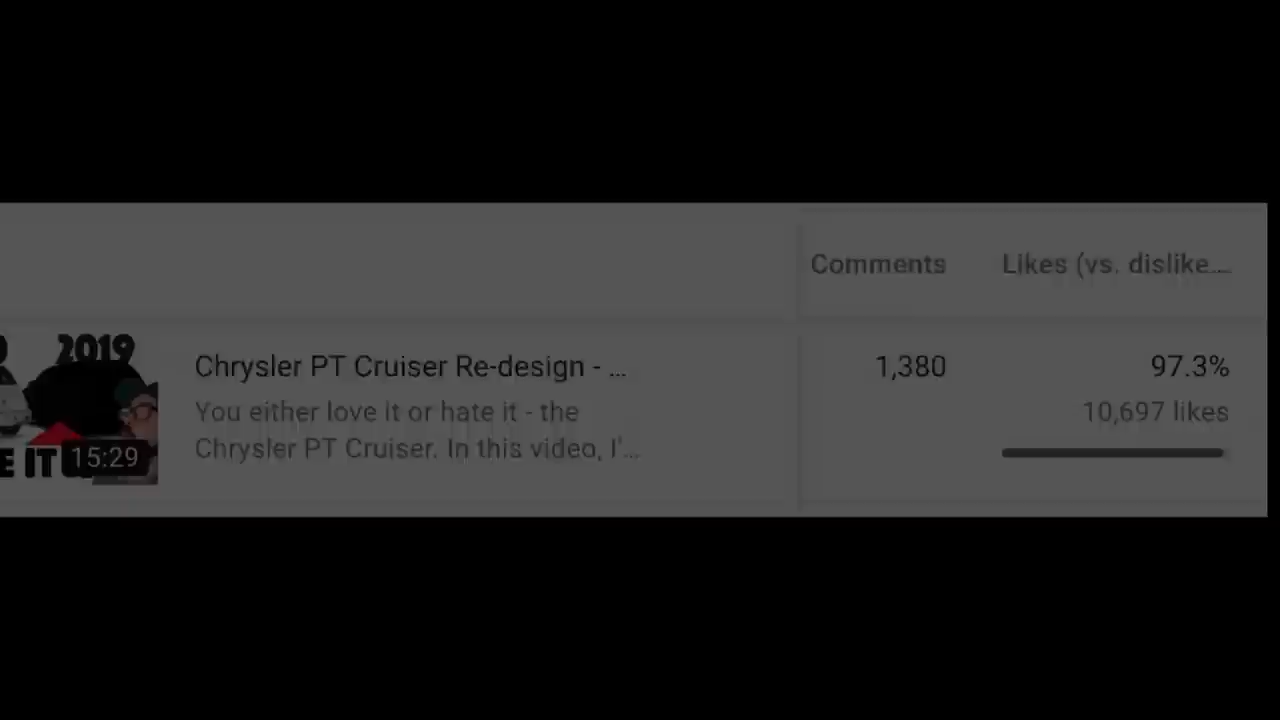 Comments Likes (vs. dislike...
2019
Chrysler PT Cruiser Re-design - ... 1,380 97.3%
You either love it or hate it - the 10,697 likes
Chrysler PT Cruiser. In this video, I'...
E IT 15:29